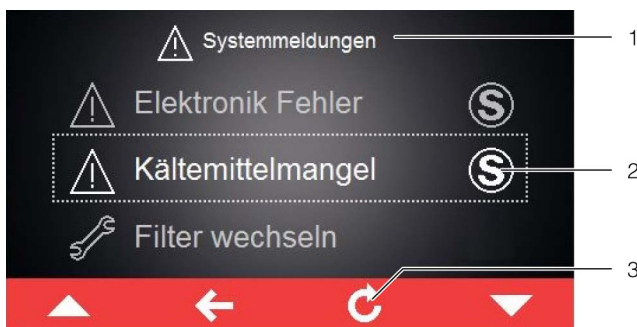 Systemmeldungen
1
Elektronik Fehler S
Kältemittelmangel S
2
Filter wechseln
3